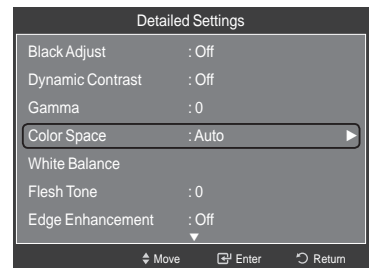 Detailed Settings
Black Adjust : Off
Dynamic Contrast : Off
Gamma : 0
Color Space : Auto ►
White Balance
Flesh Tone : 0
Edge Enhancement : Off
▼
Move Enter Return